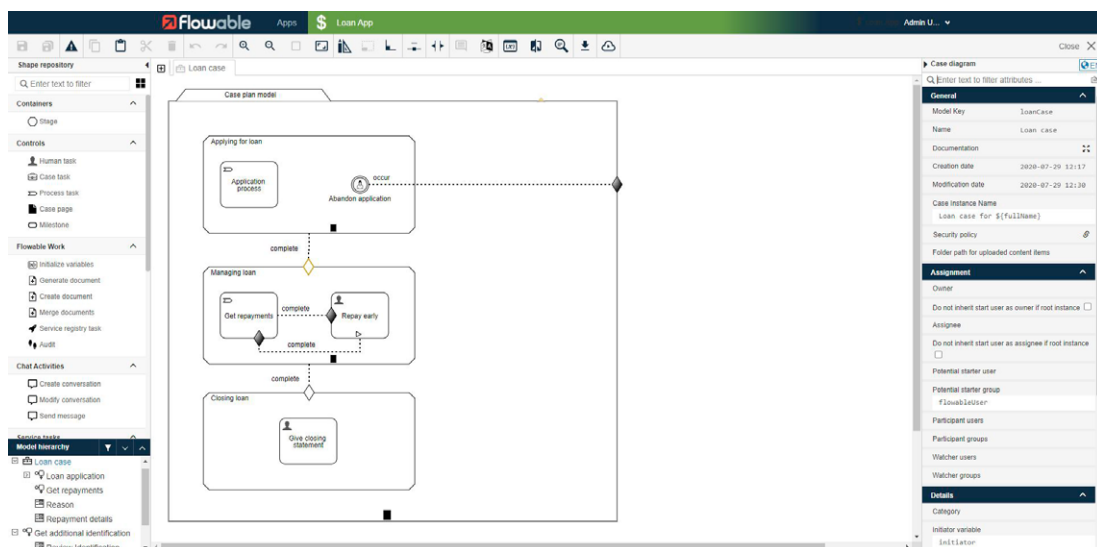 Flowable Apps $ Loan App
Admin U...
Close
Shape repository
Loan case
Case diagram
Enter text to filter
Enter text to filter attributes ...
Containers
Stage
Controls
Human task
Case task
Process task
Case page
Milestone
Flowable Work
Initialize variables
Generate document
Create document
Merge documents
Service registry task
Audit
Chat Activities
Create conversation
Modify conversation
Send message
Service tasks
Model hierarchy
Loan case
Loan application
Get repayments
Reason
Repayment details
Get additional identification
Review Identification
Case plan model
Applying for loan
Application
process
occur
Abandon application
complete
Managing loan
Get repayments
complete
Repay early
complete
complete
Closing loan
Give closing
statement
General
Model Key loanCase
Name Loan case
Documentation
Creation date 2020-07-29 12:17
Modification date 2020-07-29 12:30
Case Instance Name
Loan case for ${fullName}
Security policy
Folder path for uploaded content items
Assignment
Owner
Do not inherit start user as owner if root instance
Assignee
Do not inherit start user as assignee if root instance
Potential starter user
Potential starter group
flowableUser
Participant users
Participant groups
Watcher users
Watcher groups
Details
Category
Initiator variable
initiator